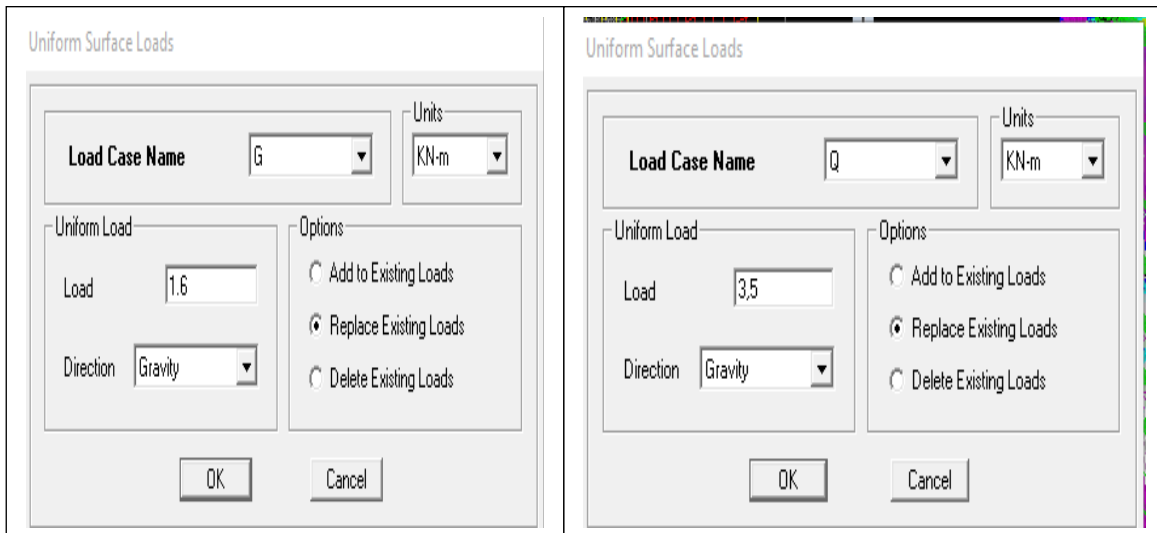 Uniform Surface Loads
Units
Load Case Name G KN-m
Uniform Load Options
Load 1.6 Add to Existing Loads
Replace Existing Loads
Direction Gravity Delete Existing Loads
OK Cancel
Uniform Surface Loads
Units
Load Case Name Q KN-m
Uniform Load Options
Load 3,5 Add to Existing Loads
Replace Existing Loads
Direction Gravity Delete Existing Loads
OK Cancel